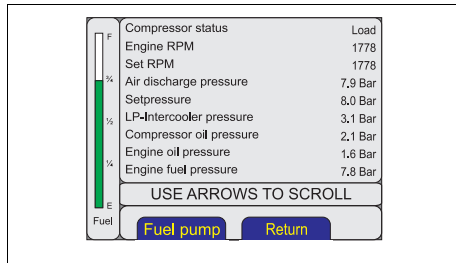 F
¾
½
¼
E
Fuel
Compressor status Load
Engine RPM 1778
Set RPM 1778
Air discharge pressure 7.9 Bar
Setpressure 8.0 Bar
LP-Intercooler pressure 3.1 Bar
Compressor oil pressure 2.1 Bar
Engine oil pressure 1.6 Bar
Engine fuel pressure 7.8 Bar
USE ARROWS TO SCROLL
Fuel pump Return